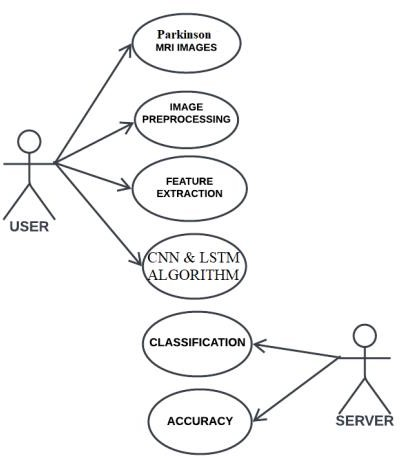 Parkinson
MRI IMAGES
IMAGE
PREPROCESSING
FEATURE
EXTRACTION
USER
CNN & LSTM
ALGORITHM
CLASSIFICATION
ACCURACY
SERVER